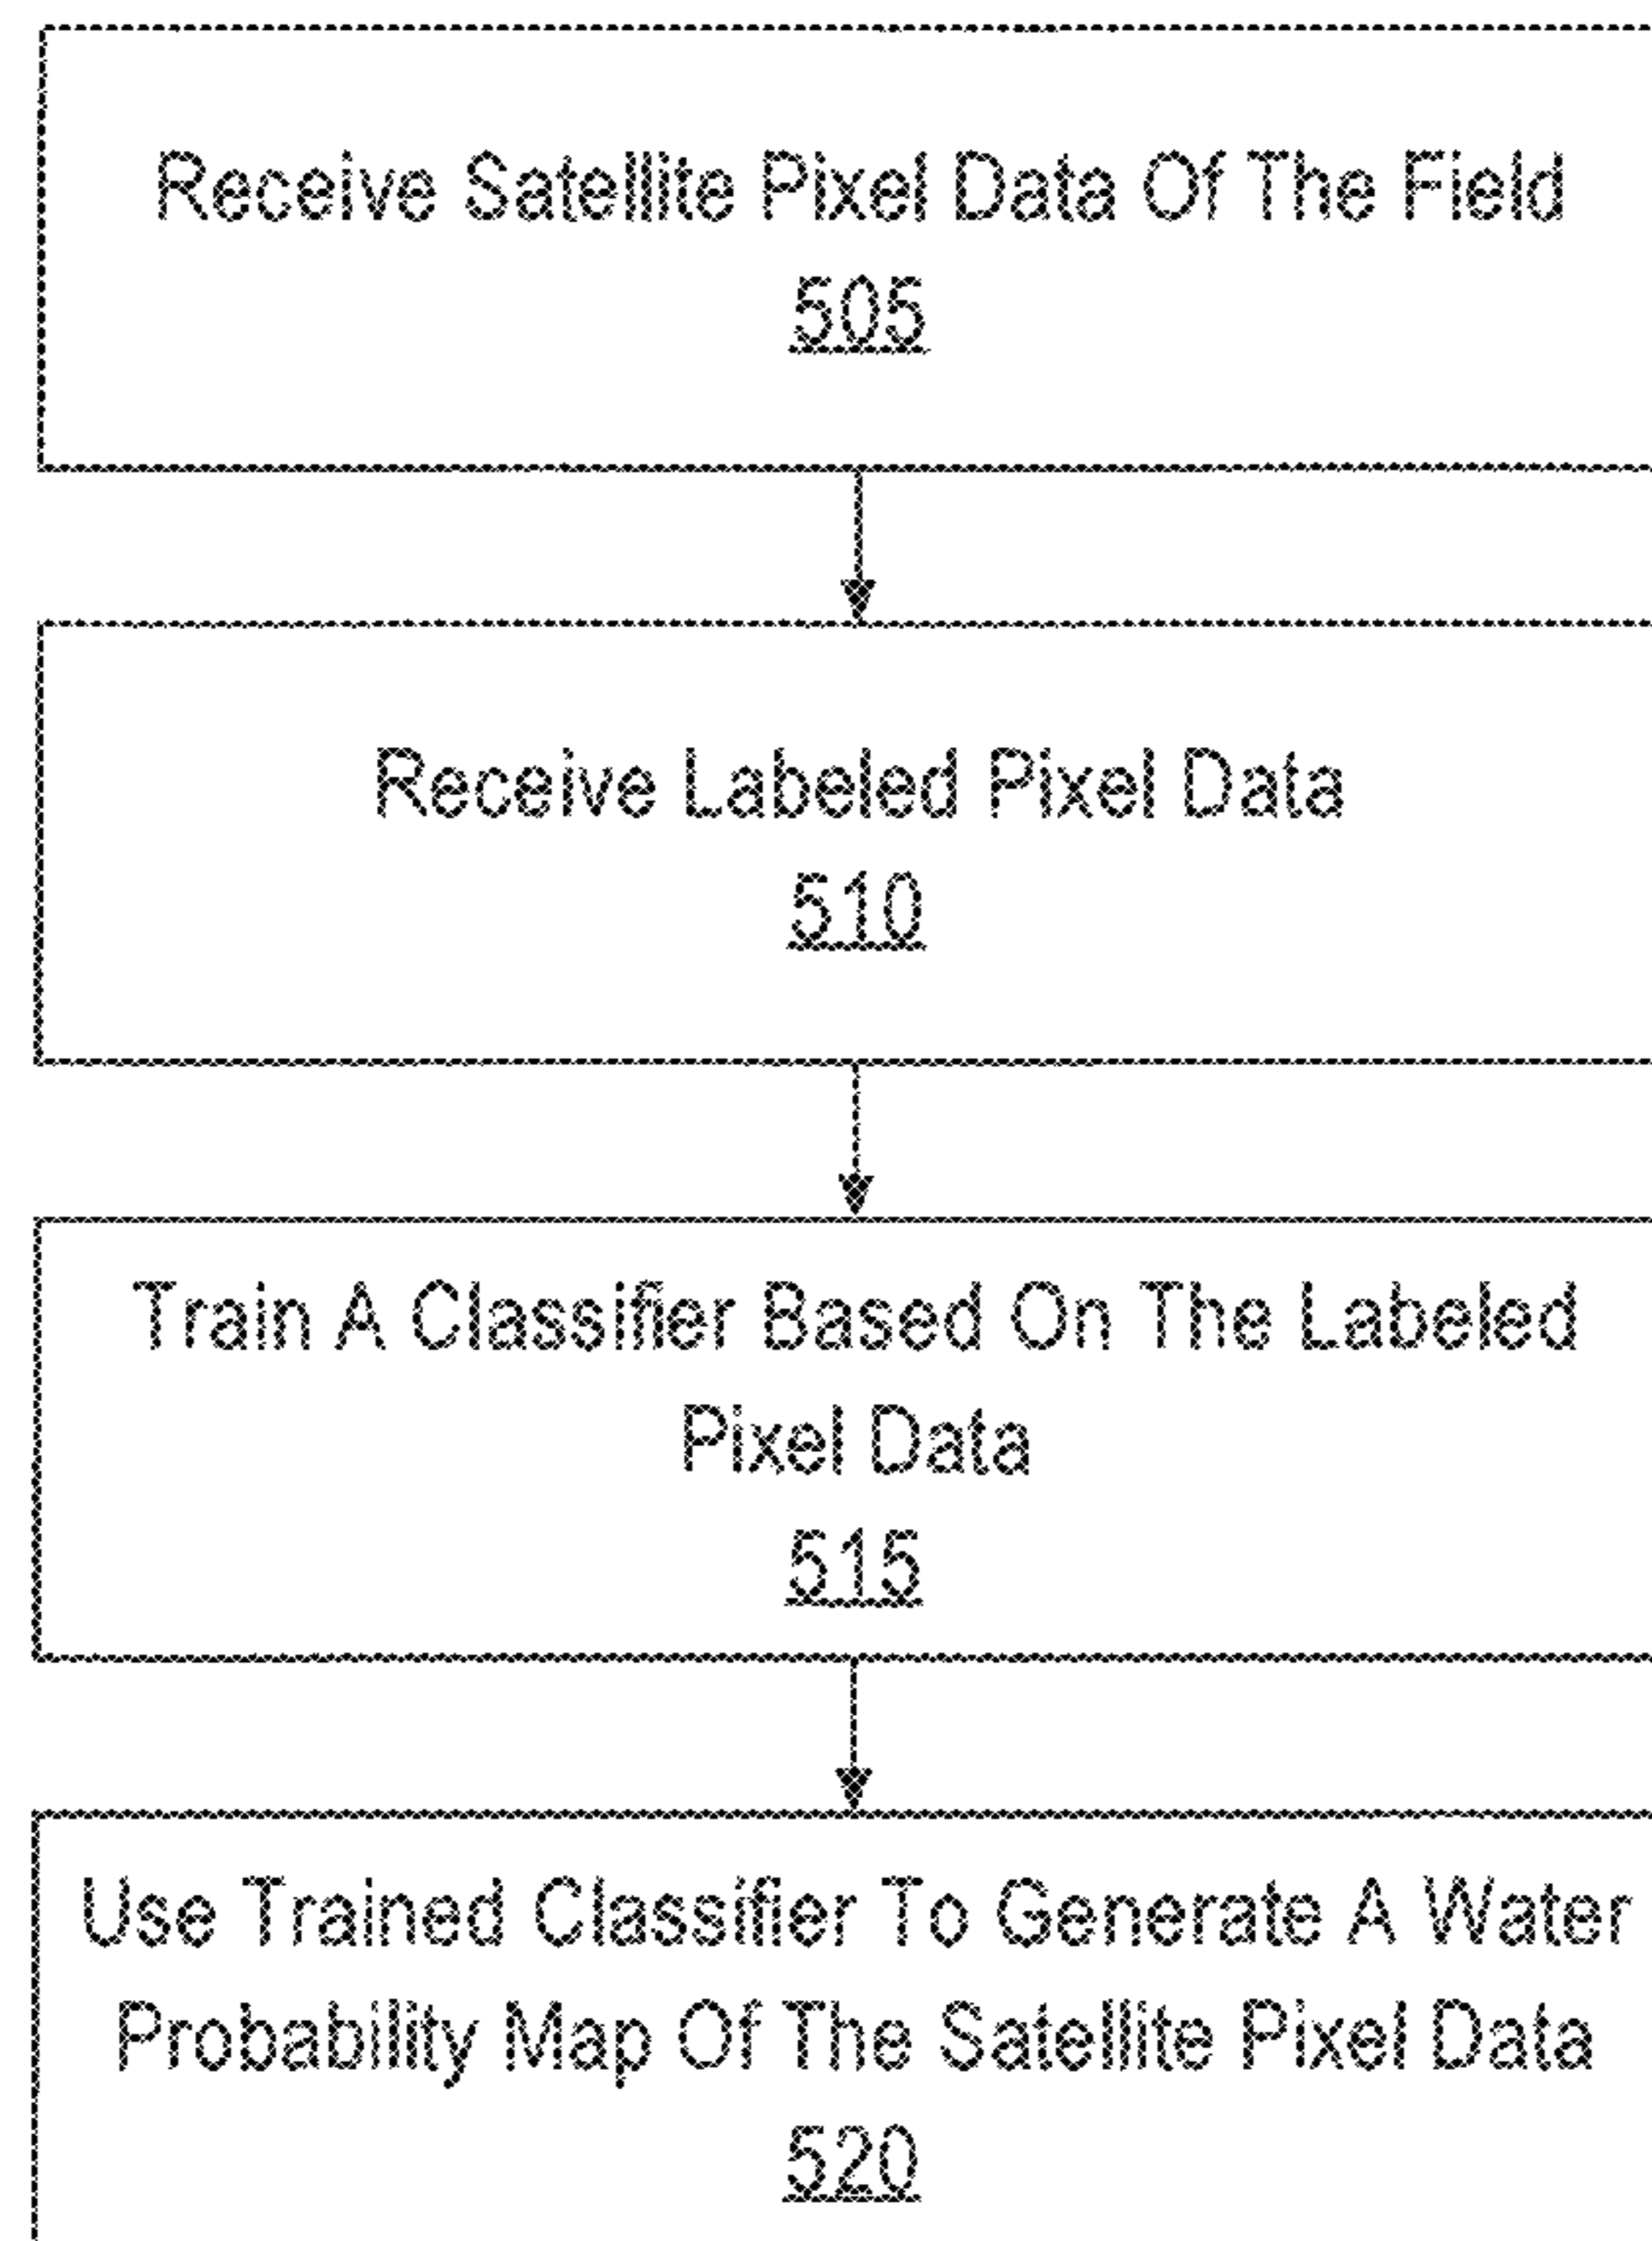 Receive Satellite Pixel Data Of The Field
505
Receive Labeled Pixel Data
510
Train A Classifier Based On The Labeled
Pixel Data
515
Use Trained Classifier To Generate A Water
Probability Map Of The Satellite Pixel Data
520